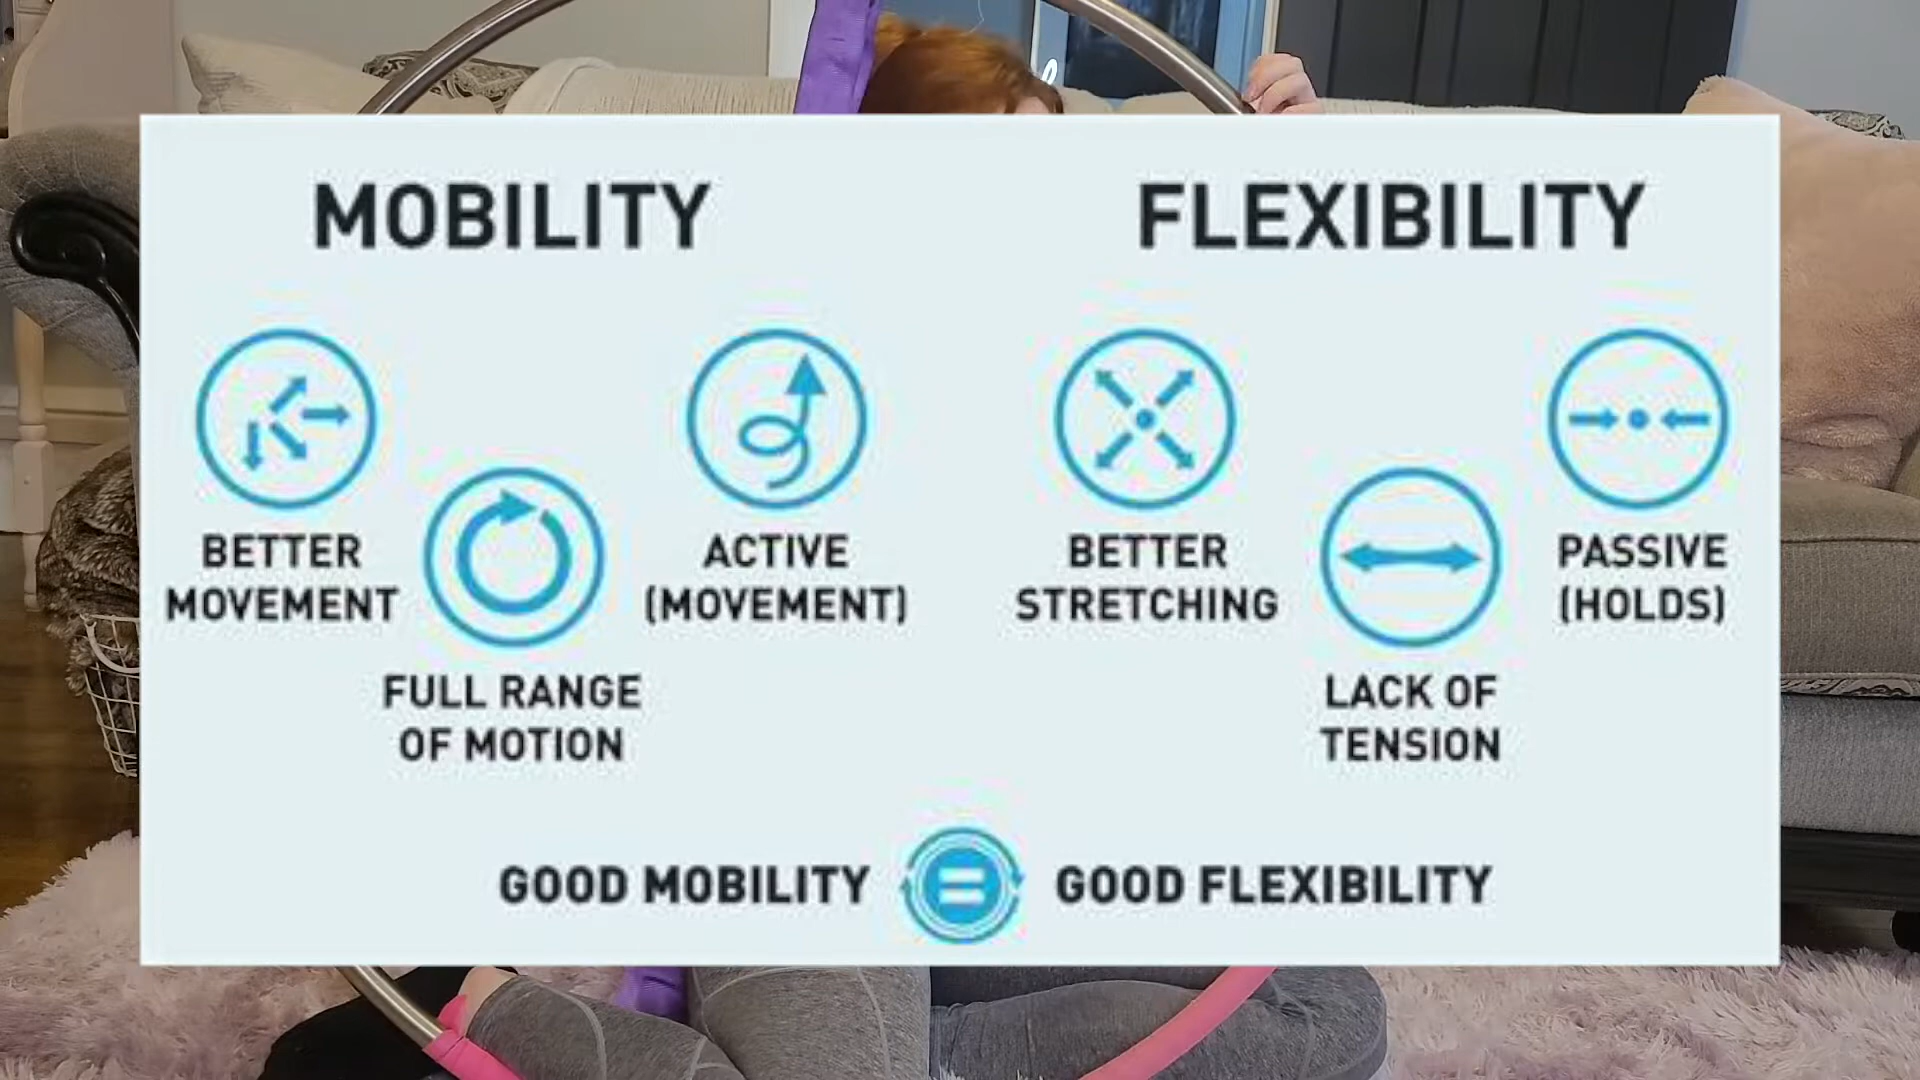 MOBILITY
BETTER
MOVEMENT
FULL RANGE
OF MOTION
ACTIVE
(MOVEMENT)
FLEXIBILITY
BETTER
STRETCHING
LACK OF
TENSION
PASSIVE
(HOLDS)
GOOD MOBILITY = GOOD FLEXIBILITY